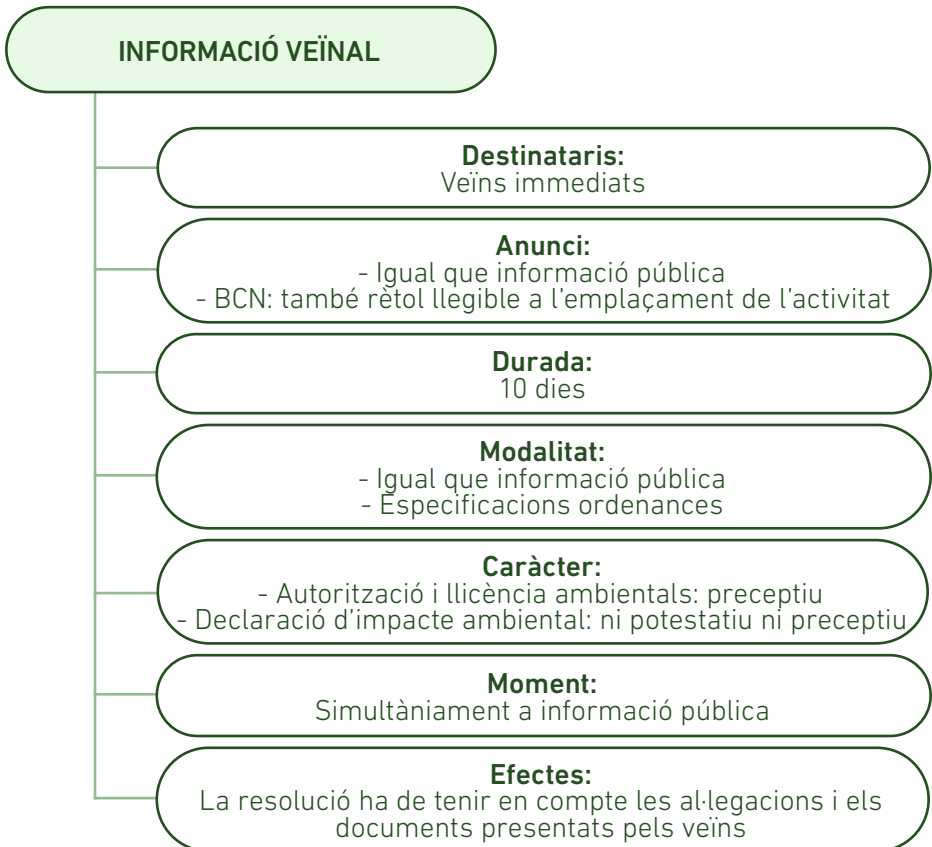 INFORMACIÓ VEÏNAL
Destinataris:
Veïns immediats
Anunci:
- Igual que informació pública
- BCN: també rètol llegible a l'emplaçament de l'activitat
Durada:
10 dies
Modalitat:
- Igual que informació pública
- Especificacions ordenances
Caràcter:
- Autorització i llicència ambientals: preceptiu
- Declaració d'impacte ambiental: ni potestatiu ni preceptiu
Moment:
Simultàniament a informació pública
Efectes:
La resolució ha de tenir en compte les al·legacions i els
documents presentats pels veïns